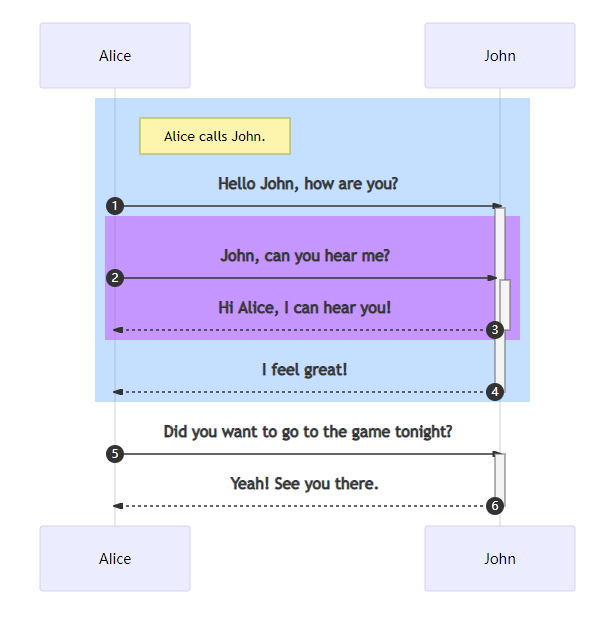 Alice
John
Alice calls John.
Hello John, how are you?
1
John, can you hear me?
2
Hi Alice, I can hear you!
3
I feel great!
4
Did you want to go to the game tonight?
5
Yeah! See you there.
6
Alice
John